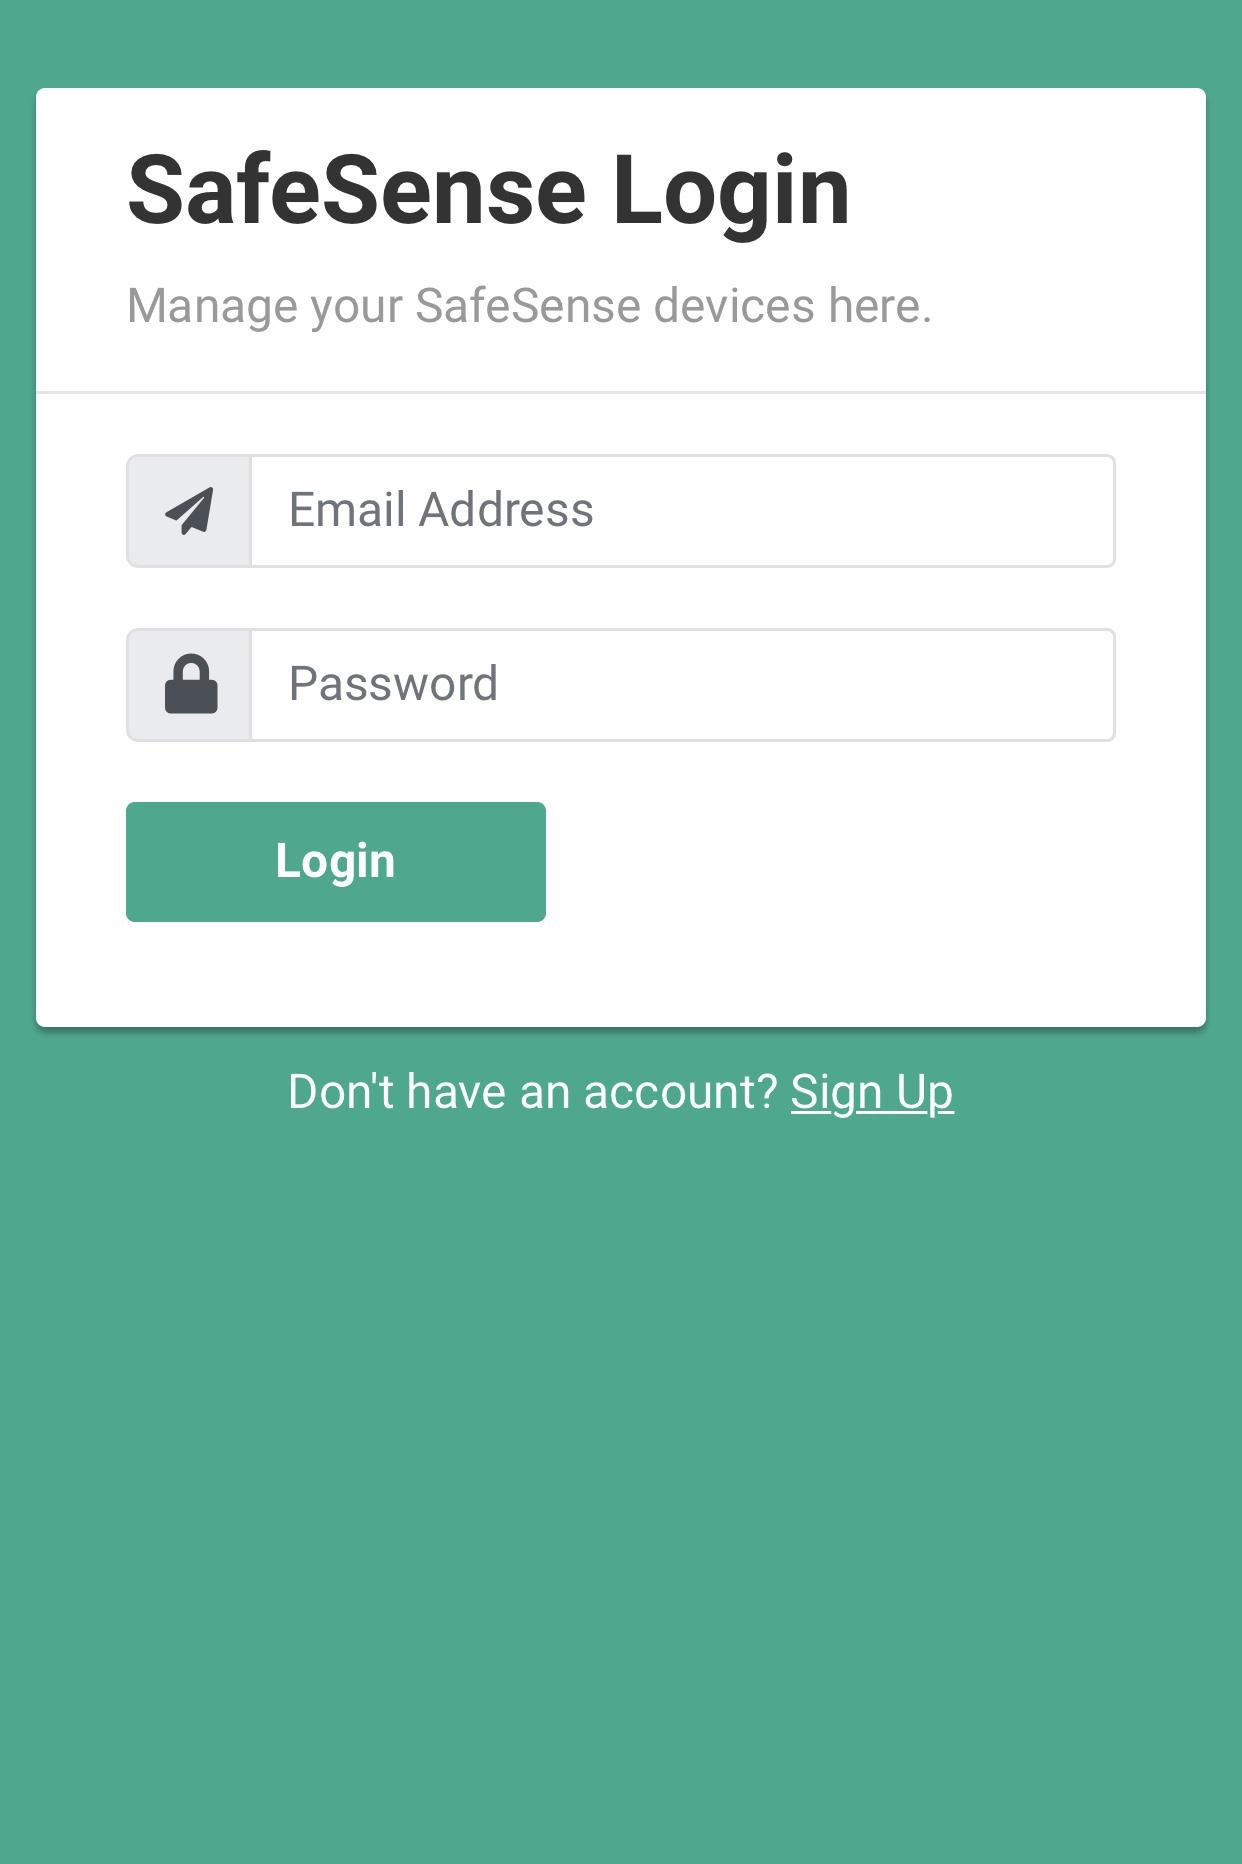 SafeSense Login
Manage your SafeSense devices here.
Email Address
Password
Login
Don't have an account? Sign Up